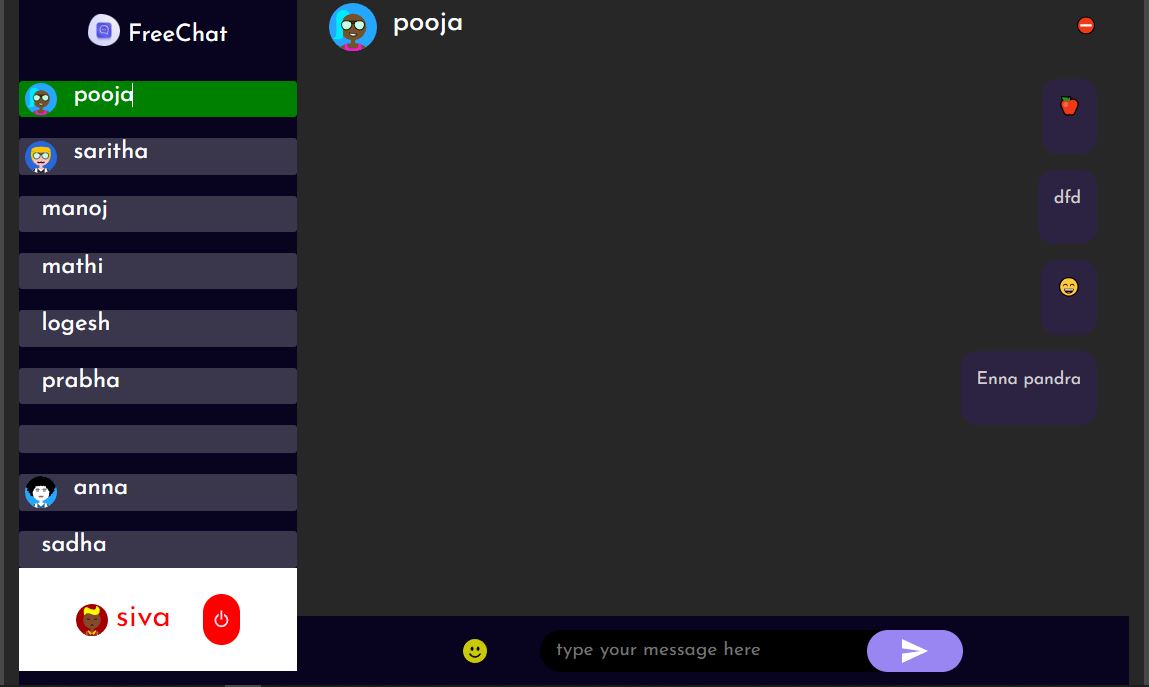 FreeChat
pooja
saritha
manoj
mathi
logesh
prabha
anna
sadha
siva
pooja
dfd
Enna pandra
type your message here